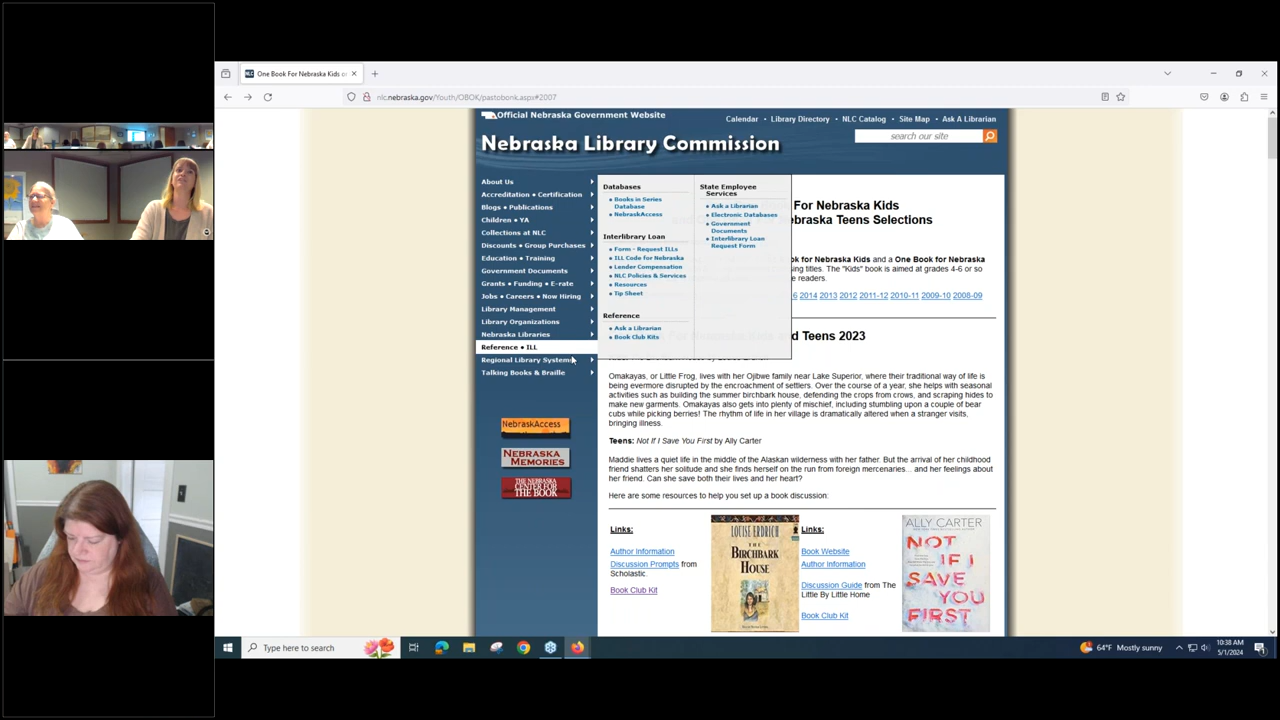 One Book For Nebraska Kids o
nlc.nebraska.gov/Youth/OBOK/pastobonk.aspx#2007
Official Nebraska Government Website
Calendar • Library Directory • NLC Catalog • Site Map • Ask A Librarian
Nebraska Library Commission
search our site
About Us
Accreditation • Certification
Blogs • Publications
Children • YA
Collections at NLC
Discounts • Group Purchases
Education • Training
Government Documents
Grants • Funding • E-rate
Jobs • Careers • Now Hiring
Library Management
Library Organizations
Nebraska Libraries
Reference • ILL
Regional Library Systems
Talking Books & Braille
Databases
Books in Series
Database
NebraskAccess
Interlibrary Loan
Form - Request ILLs
ILL Code for Nebraska
Lender Compensation
NLC Policies & Services
Resources
Tip Sheet
Reference
Ask a Librarian
Book Club Kits
State Employee
Services
Ask a Librarian
Electronic Databases
Government
Documents
Interlibrary Loan
Request Form
For Nebraska Kids
ebraska Teens Selections
ok for Nebraska Kids and a One Book for Nebraska
sing titles. The "Kids" book is aimed at grades 4-6 or so
e readers.
6 2014 2013 2012 2011-12 2010-11 2009-10 2008-09
d Teens 2023
Omakayas, or Little Frog, lives with her Ojibwe family near Lake Superior, where their traditional way of life is
being evermore disrupted by the encroachment of settlers. Over the course of a year, she helps with seasonal
activities such as building the summer birchbark house, defending the crops from crows, and scraping hides to
make new garments. Omakayas also gets into plenty of mischief, including stumbling upon a couple of bear
cubs while picking berries! The rhythm of life in her village is dramatically altered when a stranger visits,
bringing illness.
Teens: Not If I Save You First by Ally Carter
Maddie lives a quiet life in the middle of the Alaskan wilderness with her father. But the arrival of her childhood
friend shatters her solitude and she finds herself on the run from foreign mercenaries... and her feelings about
her friend. Can she save both their lives and her heart?
Here are some resources to help you set up a book discussion:
NebraskAccess
NEBRASKA
MEMORIES
THE NEBRASKA
CENTER FOR
THE BOOK
Links:
Author Information
Discussion Prompts from
Scholastic.
Book Club Kit
LOUISE ERDRICH
THE
BIRCHBARK
HOUSE
Links:
Book Website
Author Information
Discussion Guide from The
Little By Little Home
Book Club Kit
ALLY CARTER
NOT
IF I
SAVE
YOU
FIRST
Type here to search
64°F Mostly sunny
10:38 AM
5/1/2024